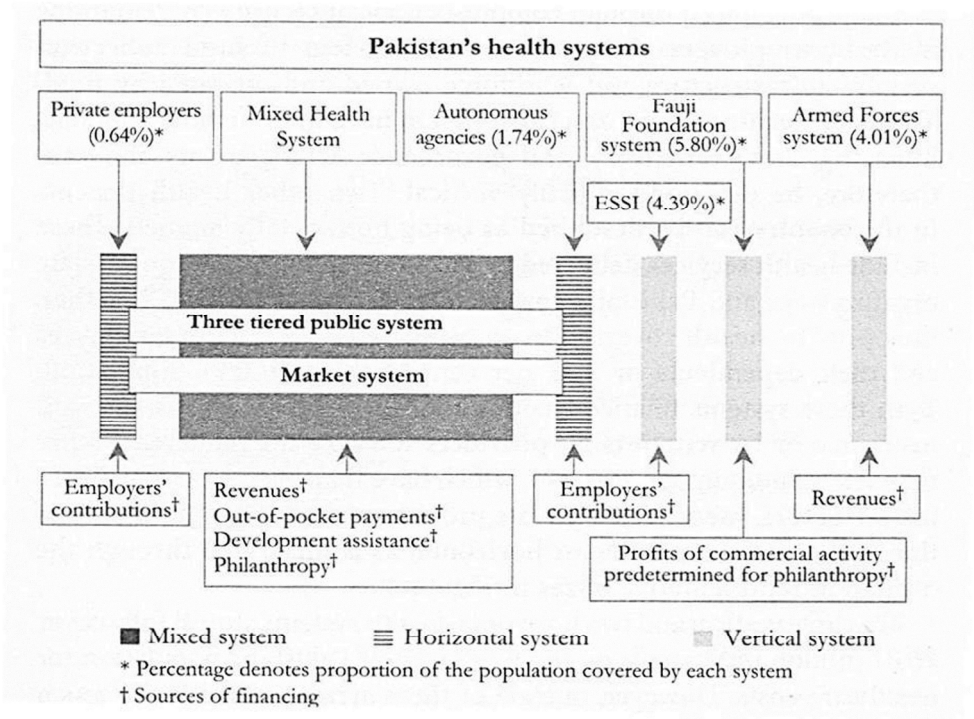 Pakistan's health systems
Private employers
(0.64%)*
Mixed Health
System
Autonomous
agencies (1.74%)*
Fauji
Foundation
system (5.80%)*
Armed Forces
system (4.01%)*
ESSI (4.39%)*
Three tiered public system
Market system
Employers'
contributions†
Revenues†
Out-of-pocket payments†
Development assistance†
Philanthropy†
Employers'
contributions†
Revenues†
Profits of commercial activity
predetermined for philanthropy†
Mixed system
Horizontal system
Vertical system
* Percentage denotes proportion of the population covered by each system
† Sources of financing